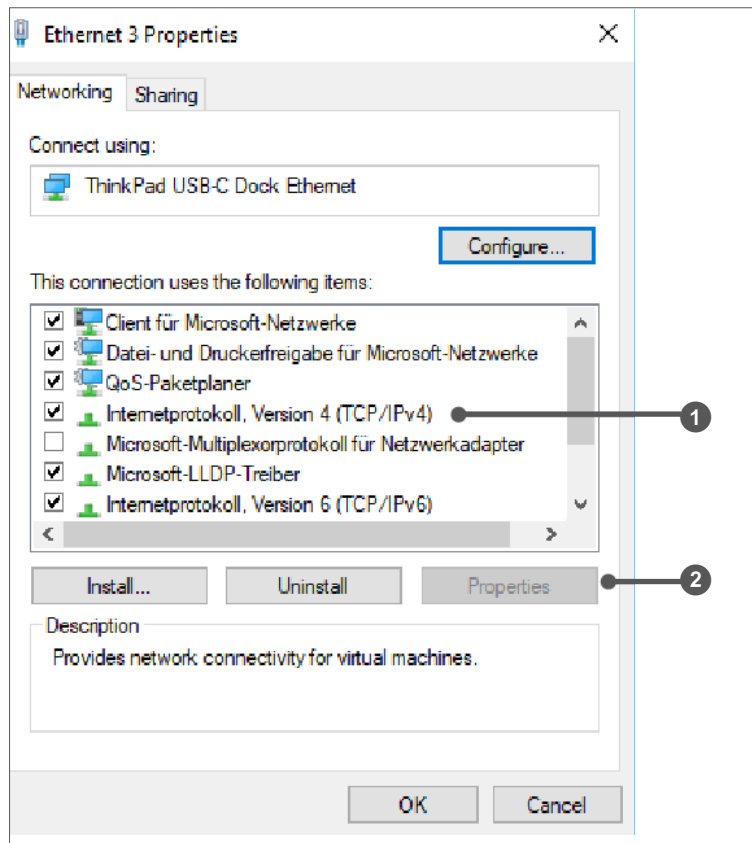 Ethernet 3 Properties
Networking
Sharing
Connect using:
ThinkPad USB-C Dock Ethernet
Configure...
This connection uses the following items:
Client für Microsoft-Netzwerke
Datei- und Druckerfreigabe für Microsoft-Netzwerke
QoS-Paketplaner
Internetprotokoll, Version 4 (TCP/IPv4)
1
Microsoft-Multiplexorprotokoll für Netzwerkadapter
Microsoft-LLDP-Treiber
Internetprotokoll, Version 6 (TCP/IPv6)
Install...
Uninstall
Properties
2
Description
Provides network connectivity for virtual machines.
OK
Cancel